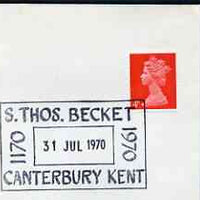 S. THOS. BECKET
1170
31 JUL 1970
1970
CANTERBURY KENT